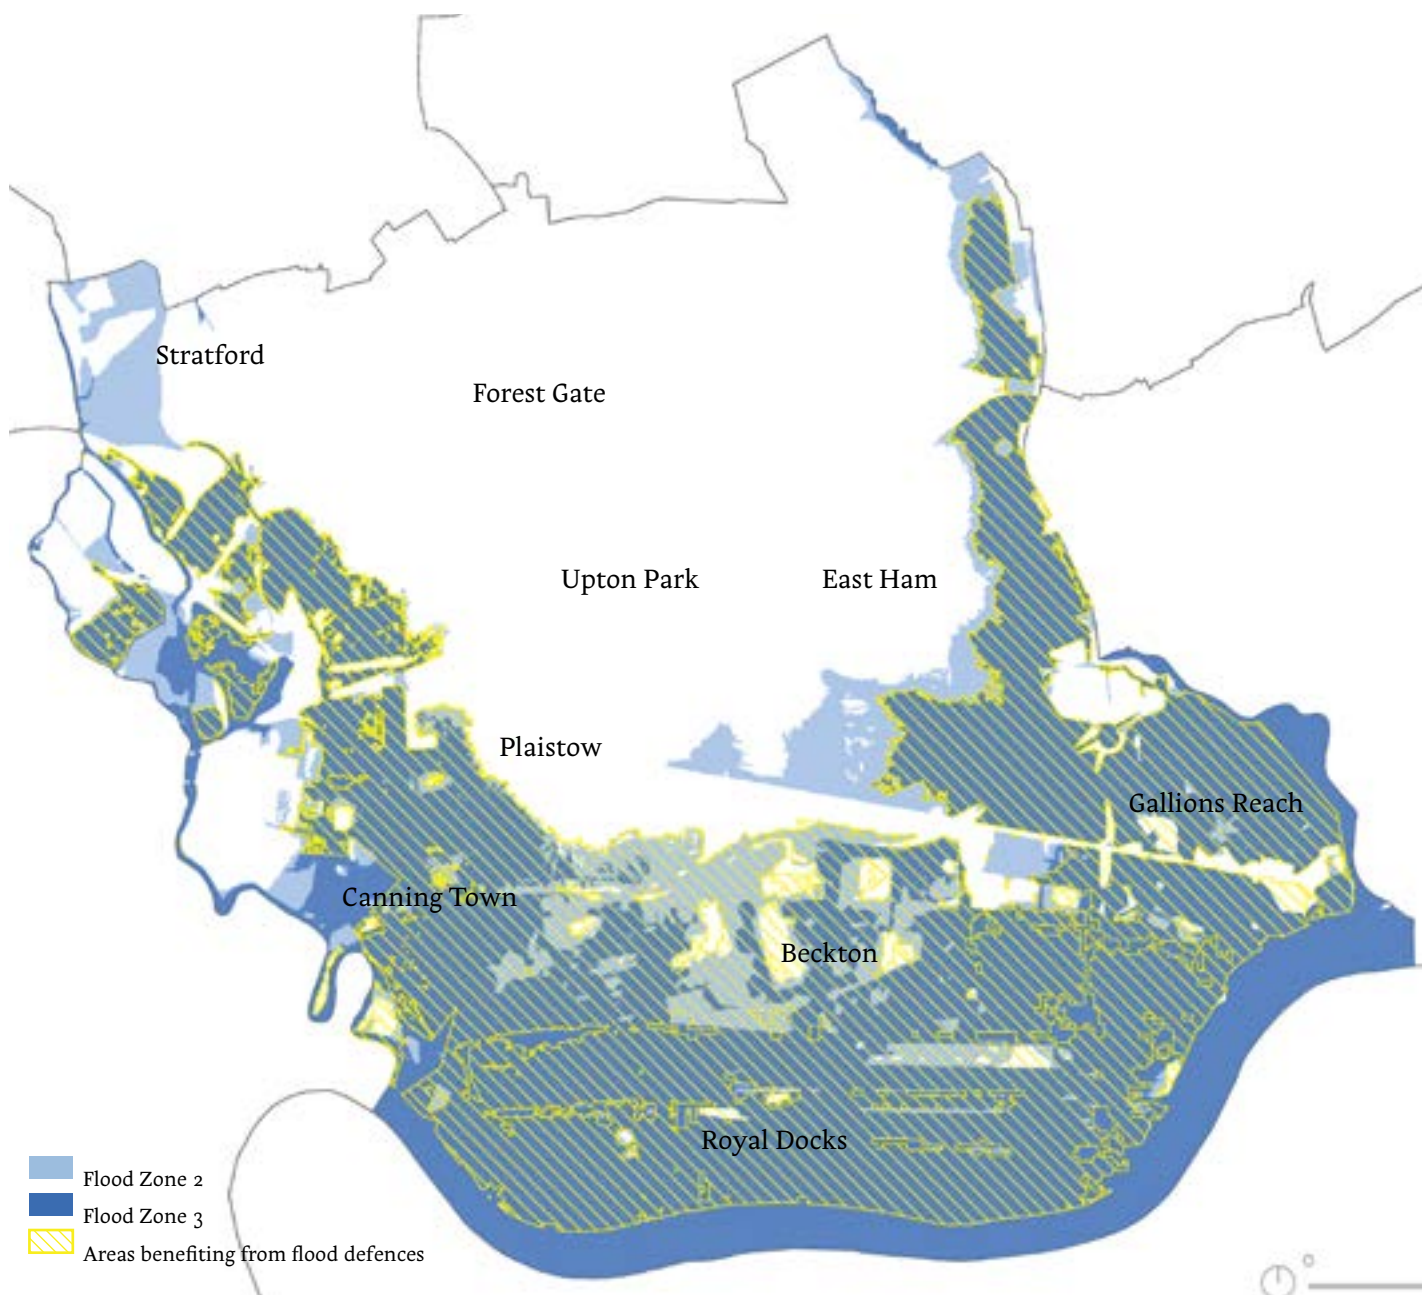 Stratford
Forest Gate
Upton Park
East Ham
Plaistow
Gallions Reach
Canning Town
Beckton
Royal Docks
Flood Zone 2
Flood Zone 3
Areas benefiting from flood defences
0